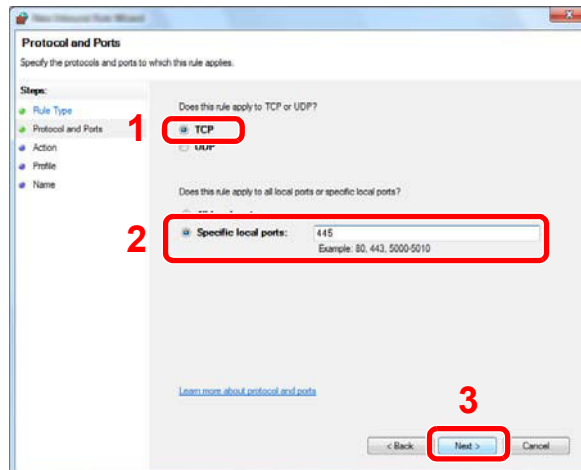 Protocol and Ports
Specify the protocols and ports to which this rule applies.
Steps:
Rule Type
Protocol and Ports
Action
Profile
Name
Does this rule apply to TCP or UDP?
1
TCP
UDP
Does this rule apply to all local ports or specific local ports?
2
Specific local ports:
445
Example: 80, 443, 5000-5010
Learn more about protocol and ports
3
< Back
Next >
Cancel